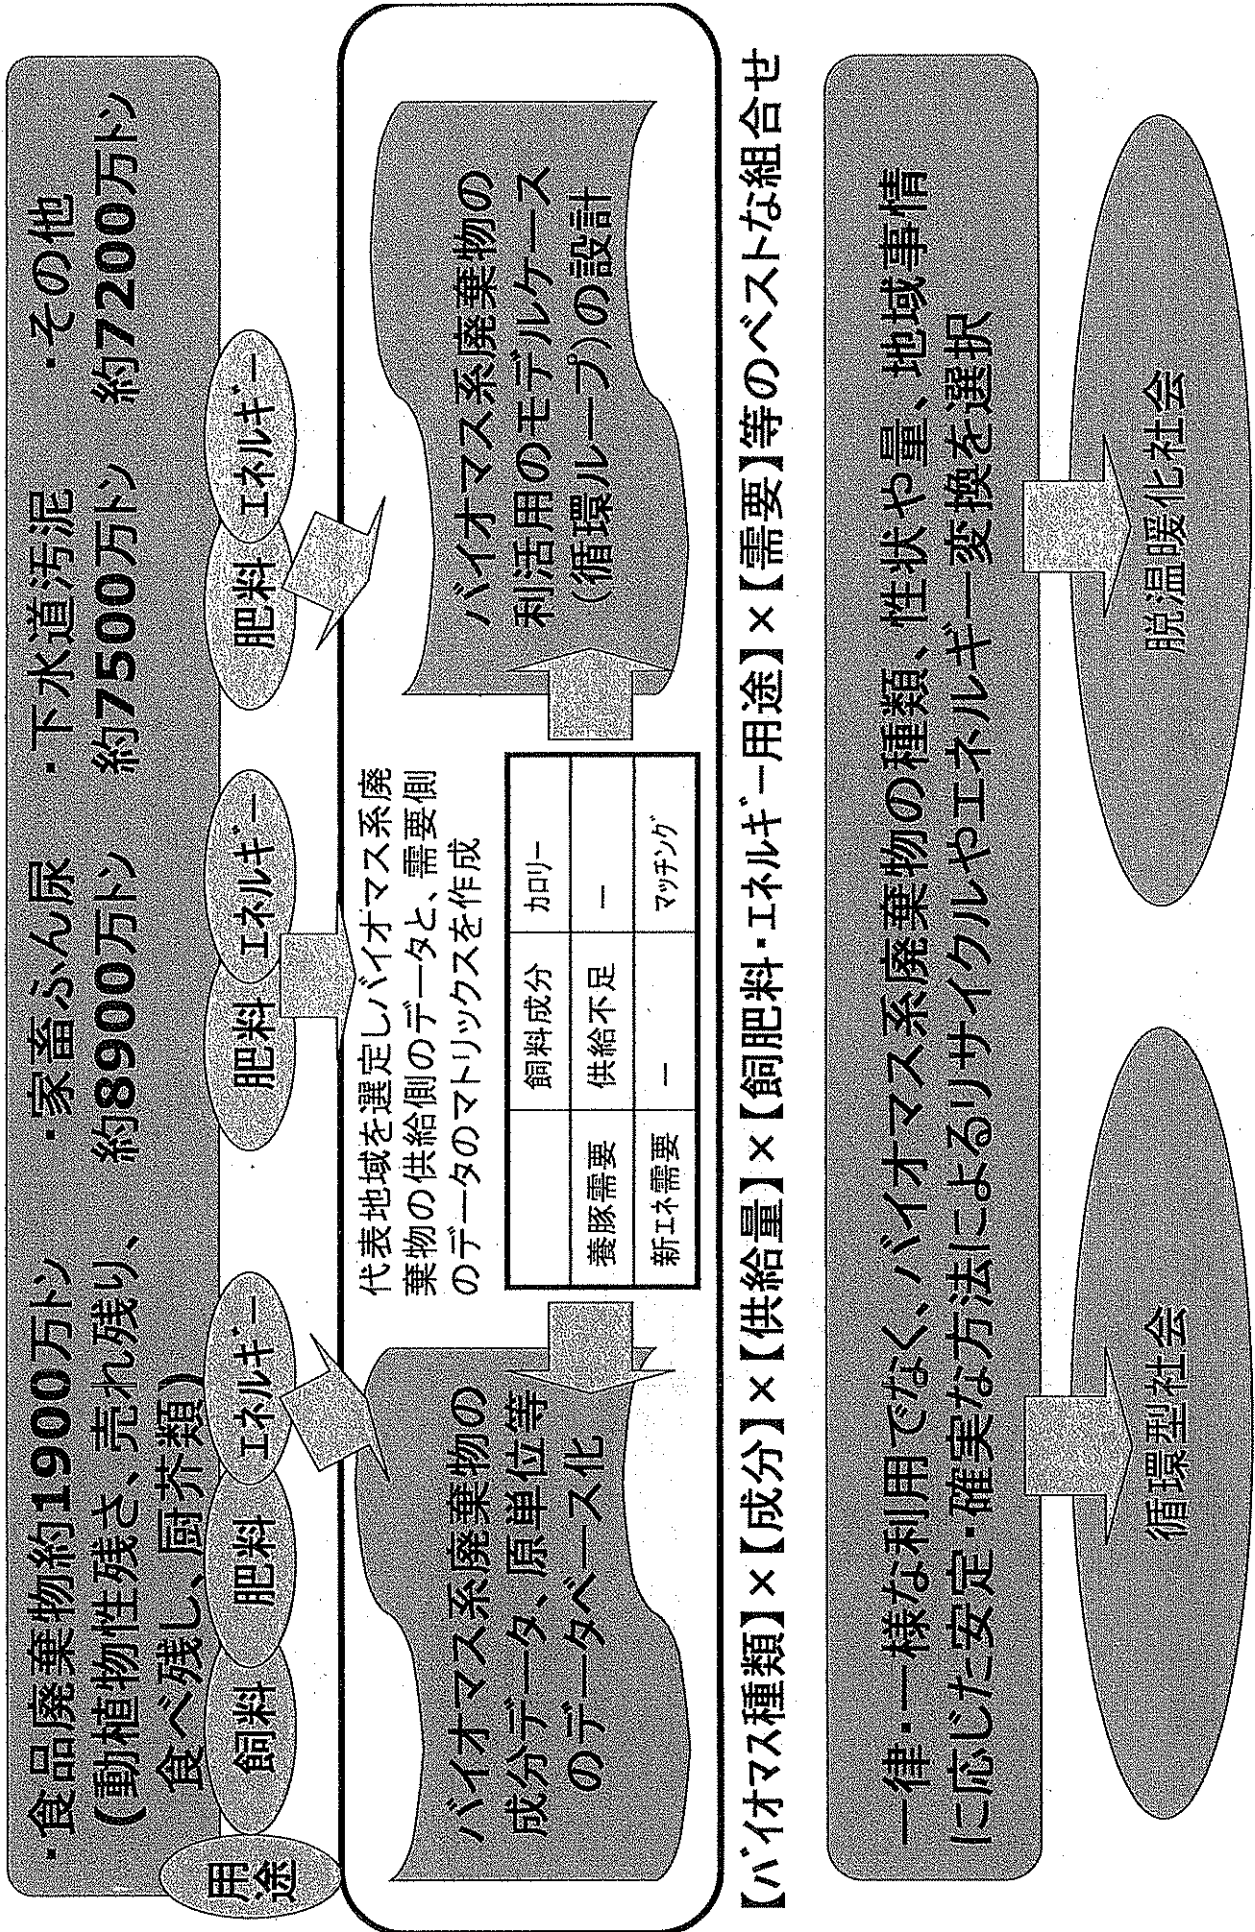 ・食品廃棄物約1900万トン
(動植物性残さ、売れ残り、
食べ残し、厨芥類)
・家畜ふん尿
約8900万トン
・下水道汚泥
約7500万トン
・その他
約7200万トン
用途
飼料
肥料
エネルギー
肥料
エネルギー
肥料
エネルギー
バイオマス系廃棄物の
成分データ、原単位等
のデータベース化
代表地域を選定しバイオマス系廃
棄物の供給側のデータと、需要側
のデータのマトリックスを作成
飼料成分 カロリー
養豚需要 供給不足 ―
新エネ需要 ― マッチング
バイオマス系廃棄物の
利活用のモデルケース
(循環ループ)の設計
【バイオマス種類】×【成分】×【供給量】×【飼肥料・エネルギー用途】×【需要】等のベストな組合せ
一律・一様な利用でなく、バイオマス系廃棄物の種類、性状や量、地域事情
に応じた安定・確実な方法によるリサイクルやエネルギー変換を選択
循環型社会
脱温暖化社会